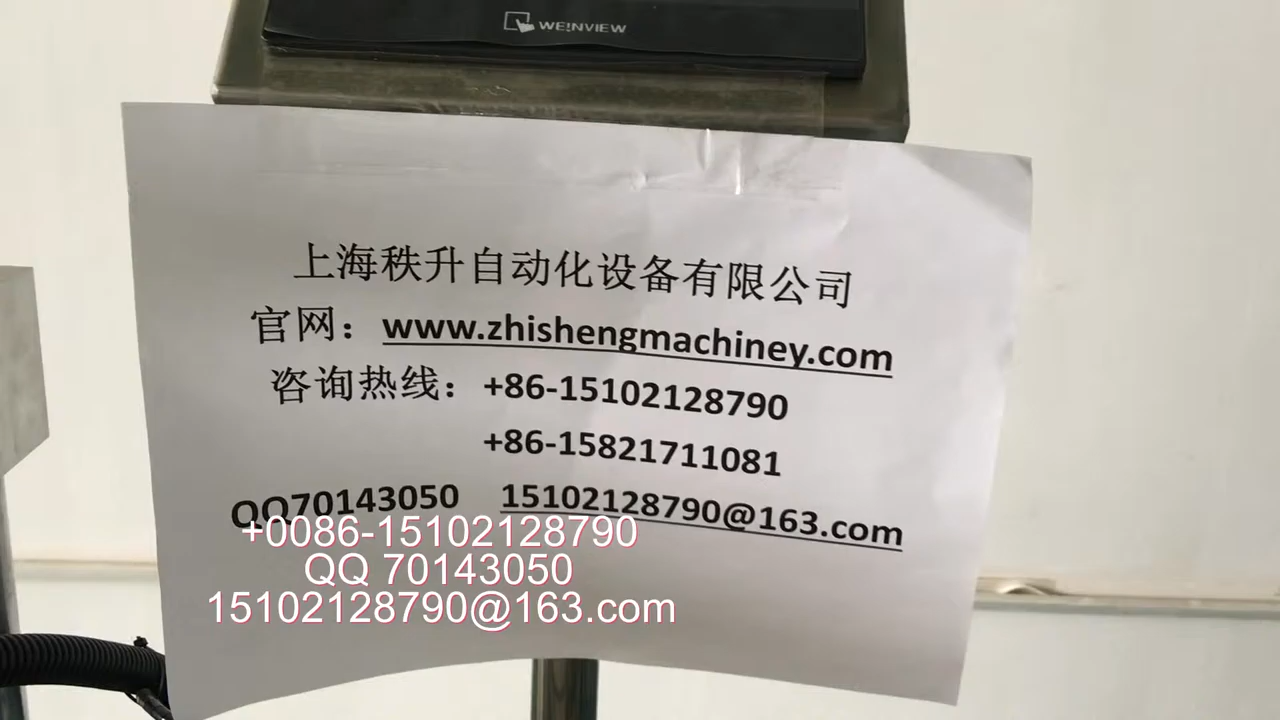 WEINVIEW
上海秩升自动化设备有限公司
官网：www.zhishengmachiney.com
咨询热线：+86-15102128790
+86-15821711081
QQ70143050 15102128790@163.com
+0086-15102128790
QQ 70143050
15102128790@163.com